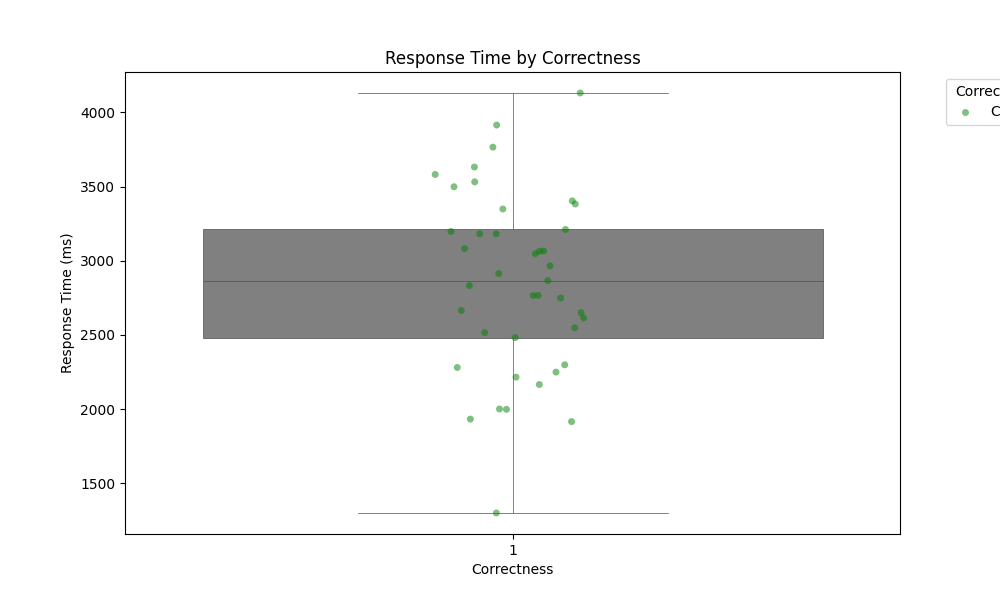 Response Time by Correctness
Response Time (ms)
4000
3500
3000
2500
2000
1500
1
Correctness
Correc
C